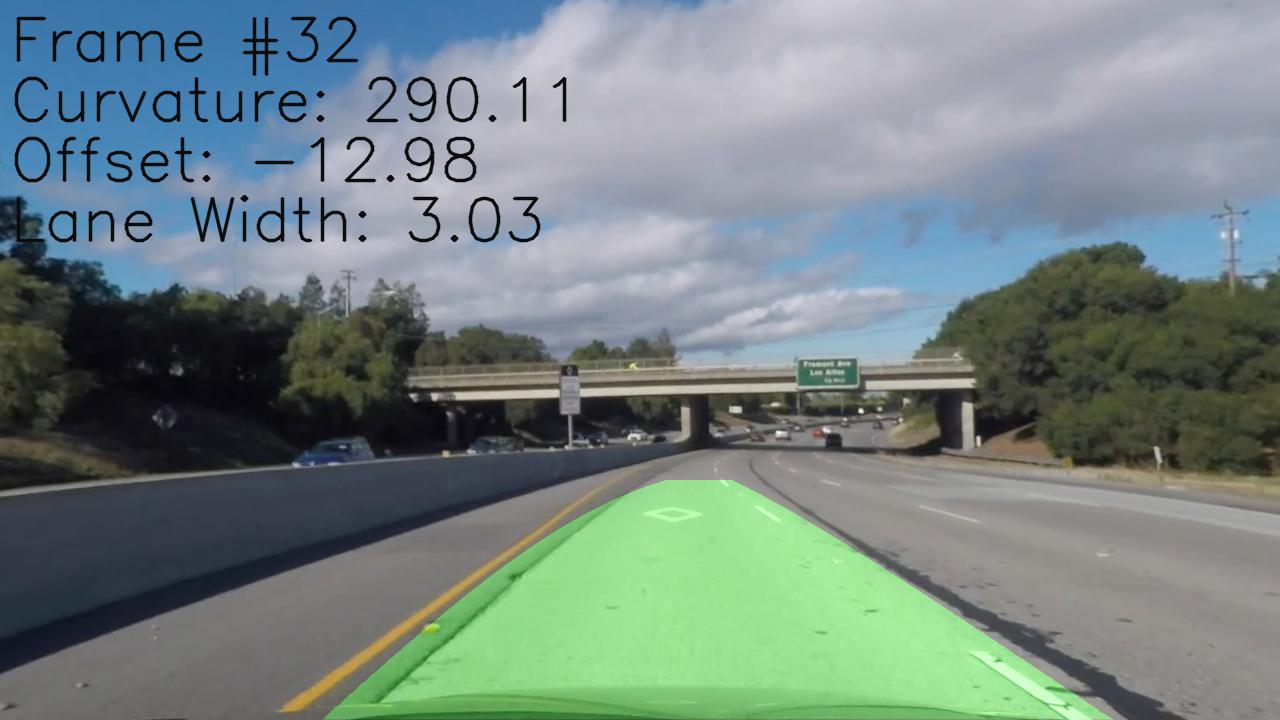 Frame #32
Curvature: 290.11
Offset: -12.98
Lane Width: 3.03
Fremont Ave
Los Altos